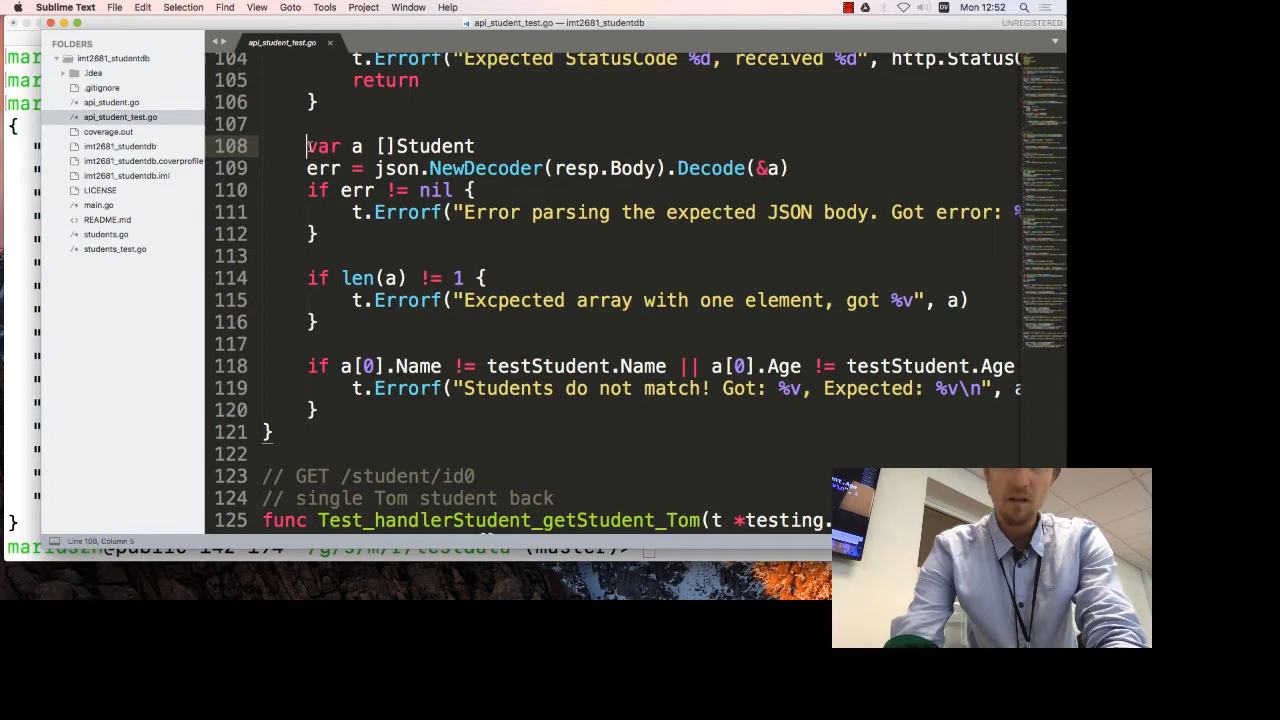 Sublime Text File Edit Selection Find View Goto Tools Project Window Help DV Mon 12:52
api_student_test.go — imt2681_studentdb UNREGISTERED
FOLDERS
imt2681_studentdb
.idea
.gitignore
api_student.go
api_student_test.go
coverage.out
imt2681_studentdb
imt2681_studentdb.coverprofile
imt2681_studentdb.iml
LICENSE
main.go
README.md
students.go
students_test.go
api_student_test.go
104 t.Errorf("Expected StatusCode %d, received %d", http.StatusO
105 return
106 }
107
108 var a []Student
109 err = json.NewDecoder(resp.Body).Decode(&a)
110 if err != nil {
111 t.Errorf("Error parsing the expected JSON body. Got error: %
112 }
113
114 if len(a) != 1 {
115 t.Errorf("Excpected array with one element, got %v", a)
116 }
117
118 if a[0].Name != testStudent.Name || a[0].Age != testStudent.Age
119 t.Errorf("Students do not match! Got: %v, Expected: %v\n", a
120 }
121 }
122
123 // GET /student/id0
124 // single Tom student back
125 func Test_handlerStudent_getStudent_Tom(t *testing.
Line 108, Column 5
mar
mar
mar
{
}